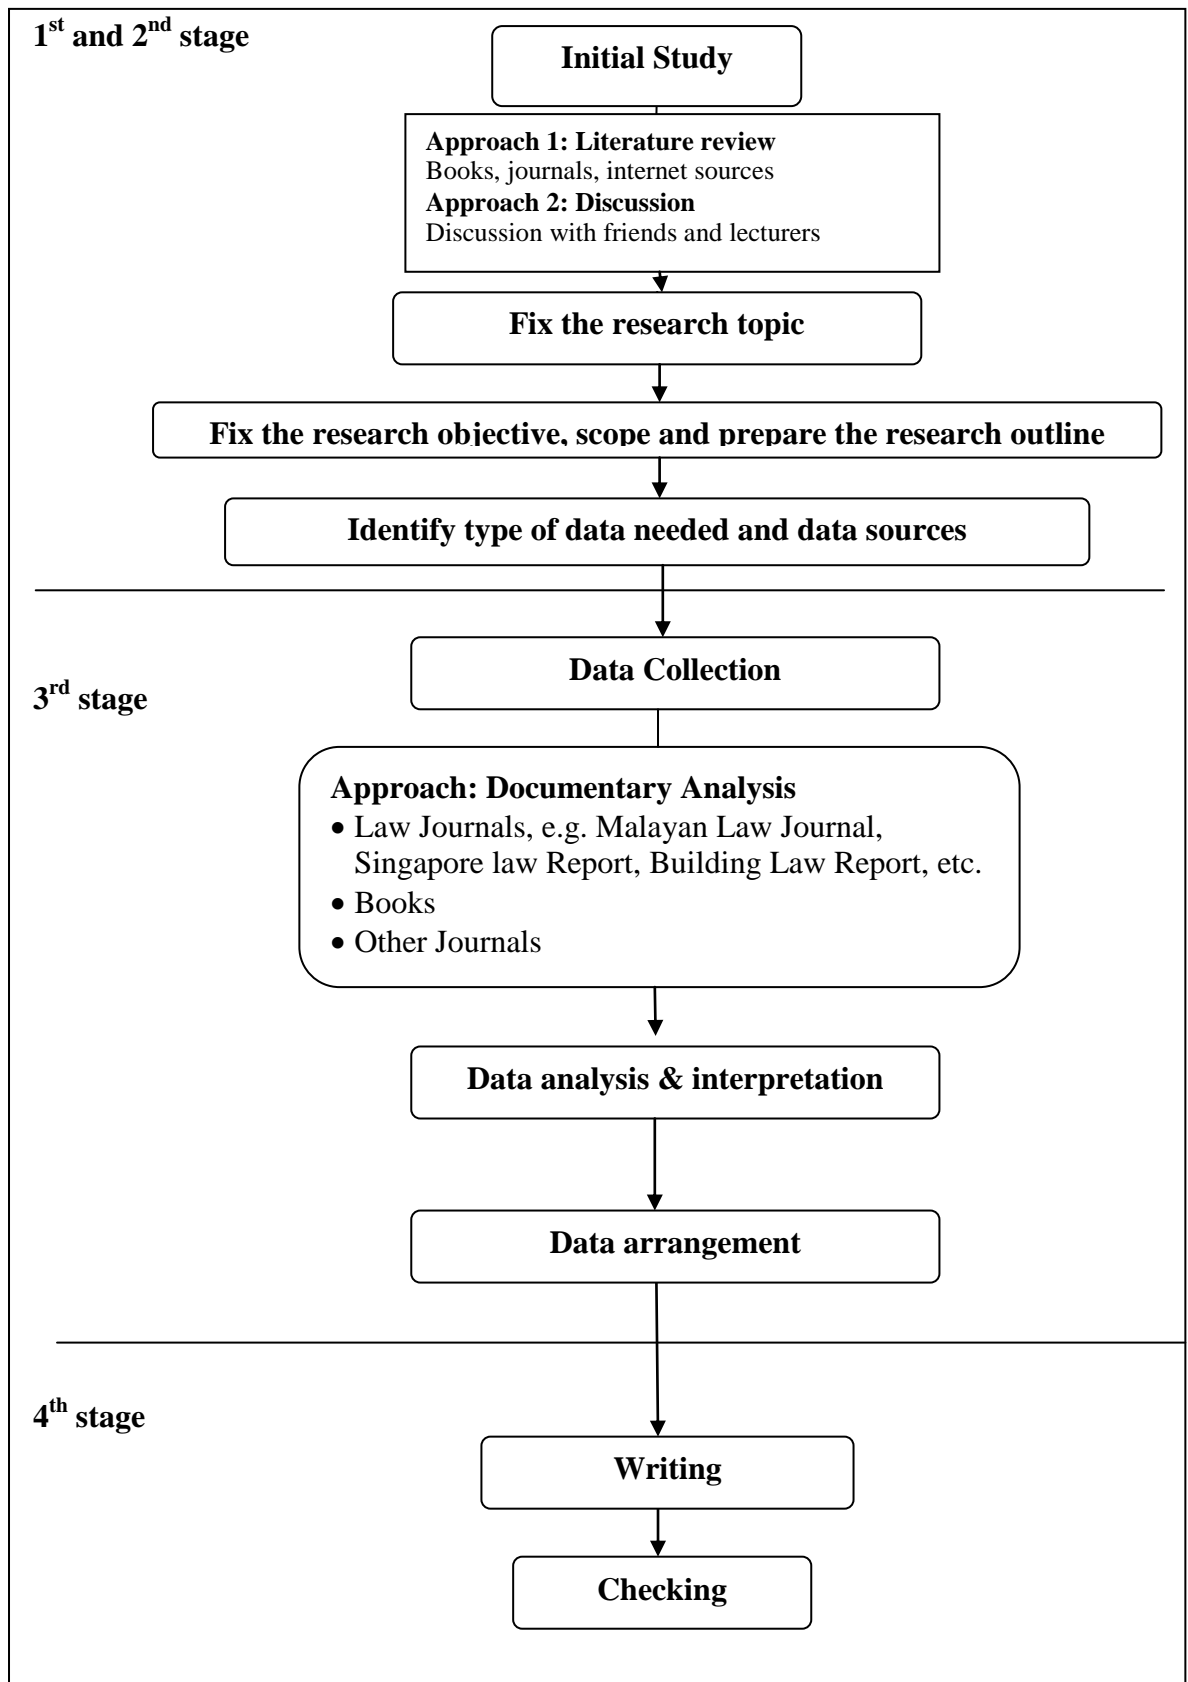 1st and 2nd stage
Initial Study
Approach 1: Literature review
Books, journals, internet sources
Approach 2: Discussion
Discussion with friends and lecturers
Fix the research topic
Fix the research objective, scope and prepare the research outline
Identify type of data needed and data sources
Data Collection
3rd stage
Approach: Documentary Analysis
• Law Journals, e.g. Malayan Law Journal,
Singapore law Report, Building Law Report, etc.
• Books
• Other Journals
Data analysis & interpretation
Data arrangement
4th stage
Writing
Checking